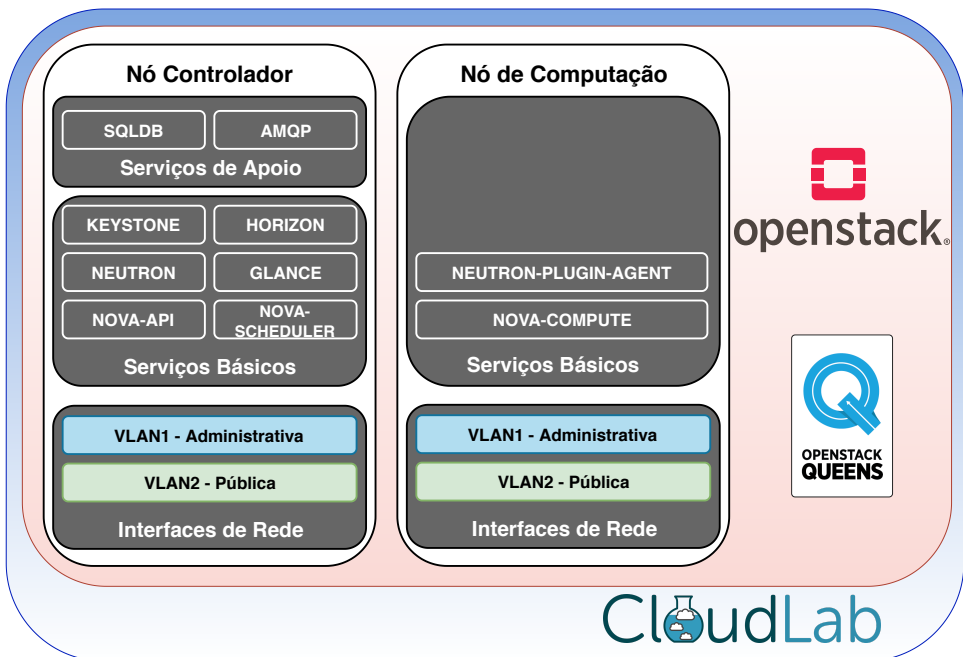 Nó Controlador
SQLDB
AMQP
Serviços de Apoio
KEYSTONE
HORIZON
NEUTRON
GLANCE
NOVA-API
NOVA-
SCHEDULER
Serviços Básicos
VLAN1 - Administrativa
VLAN2 - Pública
Interfaces de Rede
Nó de Computação
NEUTRON-PLUGIN-AGENT
NOVA-COMPUTE
Serviços Básicos
VLAN1 - Administrativa
VLAN2 - Pública
Interfaces de Rede
openstack®
OPENSTACK
QUEENS
CloudLab